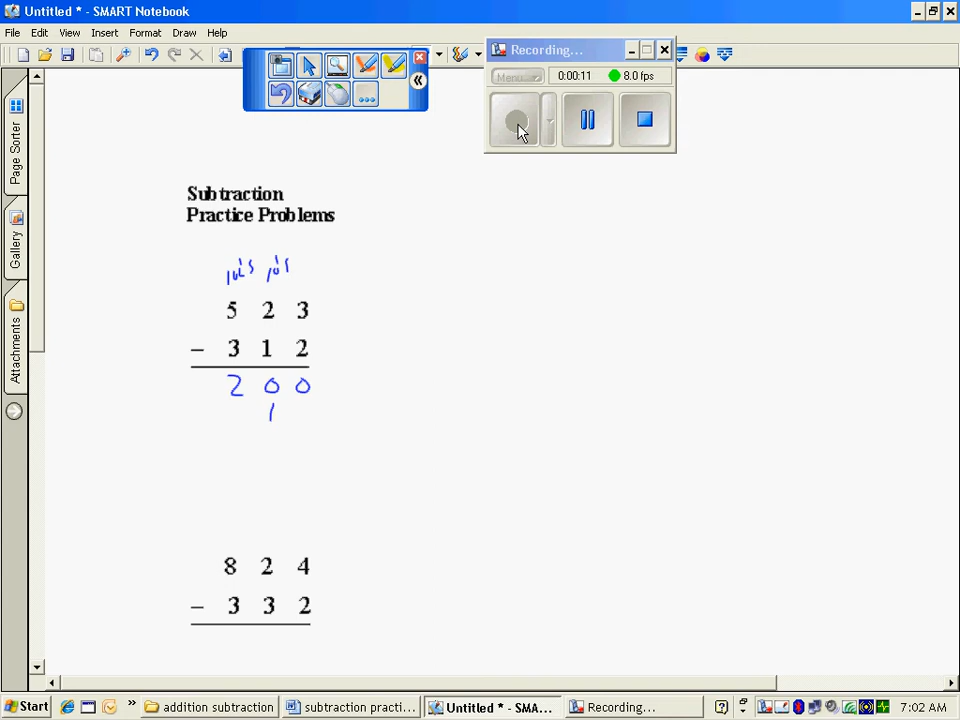 Untitled * - SMART Notebook
File Edit View Insert Format Draw Help
Recording...
Menu
0:00:11 8.0 fps
Page Sorter
Gallery
Attachments
Subtraction
Practice Problems
100's 10's
5 2 3
- 3 1 2
2 0 0
1
8 2 4
- 3 3 2
Start » addition subtraction subtraction practi... Untitled * - SMA... Recording... 7:02 AM